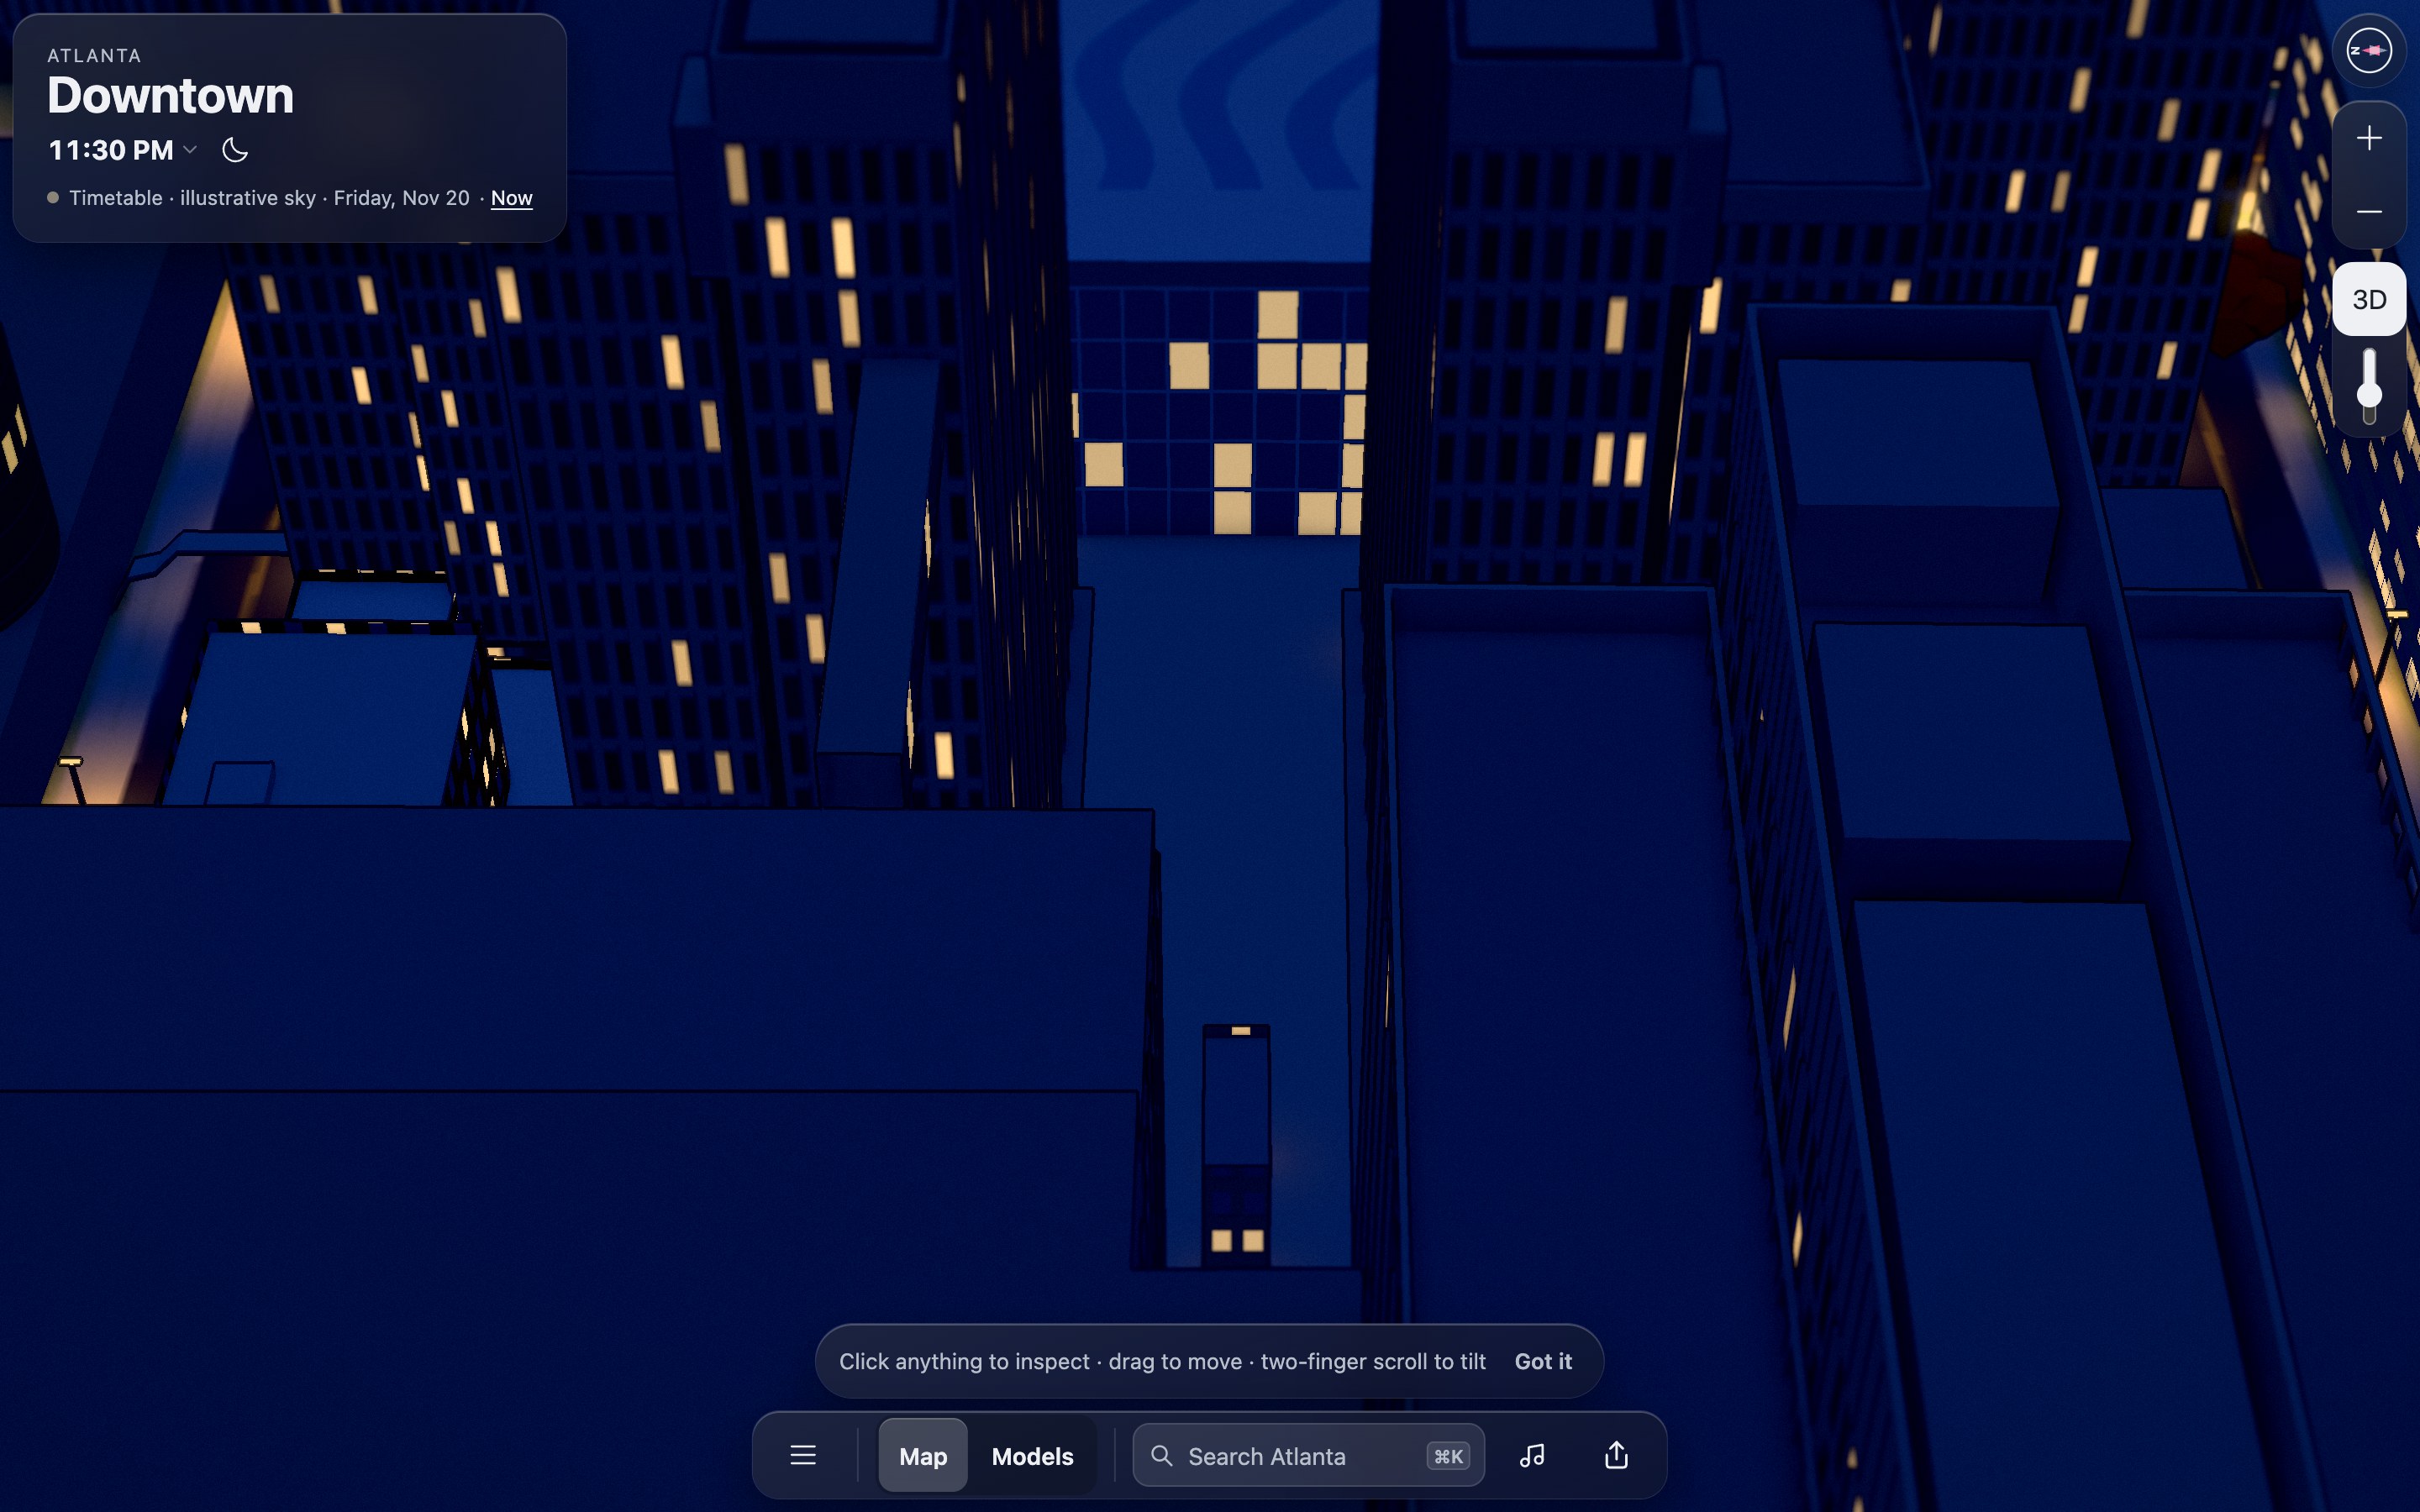 ATLANTA
Downtown
11:30 PM
Timetable · illustrative sky · Friday, Nov 20 · Now
N
3D
Click anything to inspect · drag to move · two-finger scroll to tilt Got it
Map Models Search Atlanta ⌘K